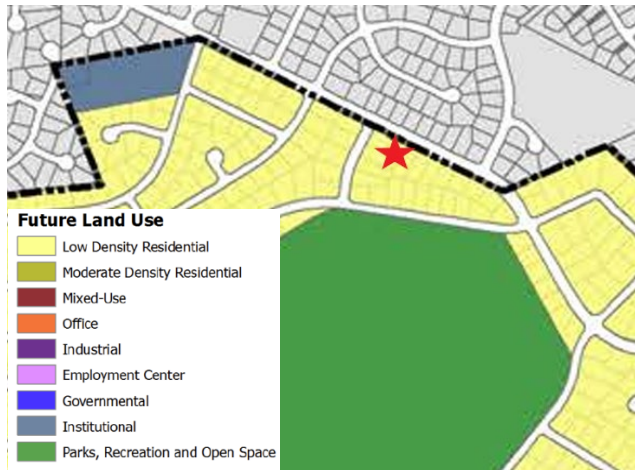 Future Land Use
Low Density Residential
Moderate Density Residential
Mixed-Use
Office
Industrial
Employment Center
Governmental
Institutional
Parks, Recreation and Open Space